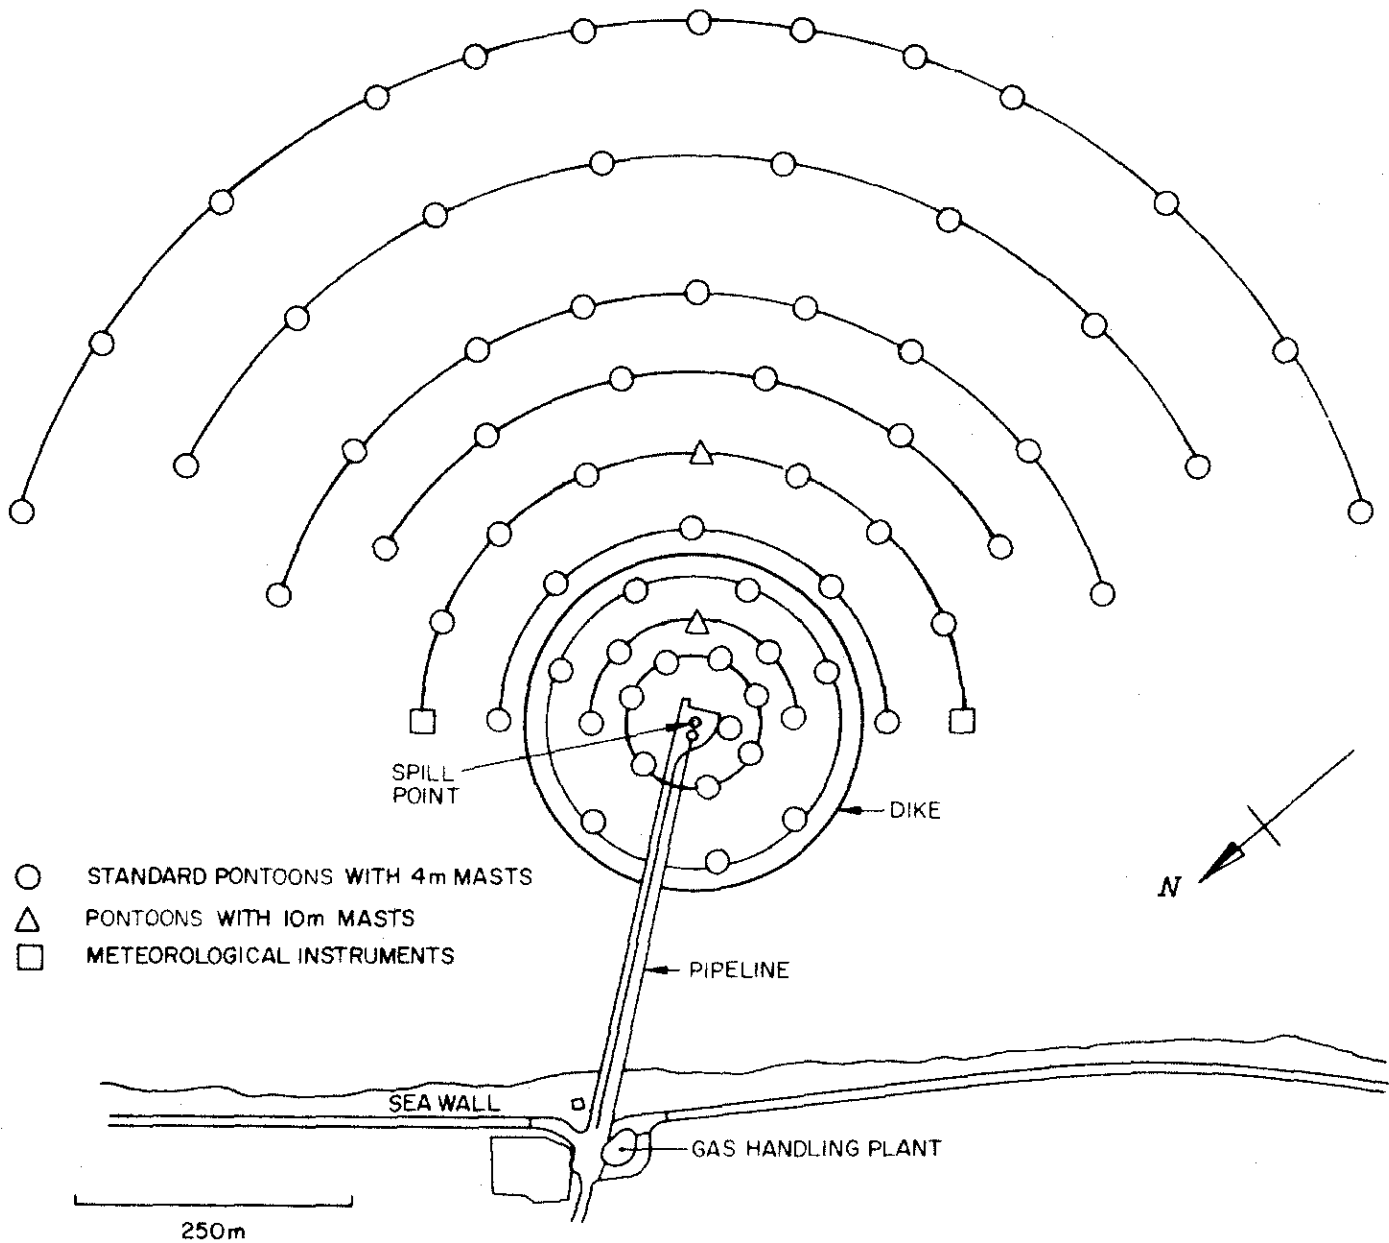 SPILL
POINT
DIKE
N
STANDARD PONTOONS WITH 4m MASTS
PONTOONS WITH 10m MASTS
METEOROLOGICAL INSTRUMENTS
PIPELINE
SEA WALL
GAS HANDLING PLANT
250m